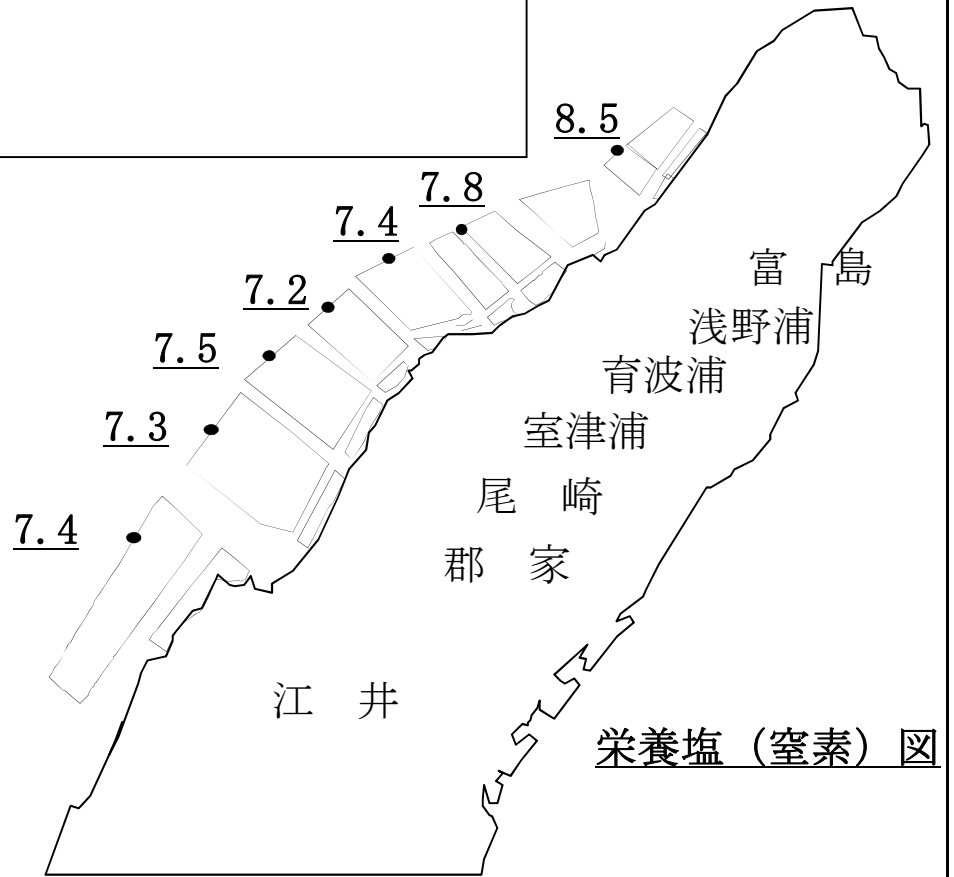 8.5
7.8
7.4
7.2
7.5
7.3
7.4
富 島
浅野浦
育波浦
室津浦
尾 崎
郡 家
江 井
栄養塩（窒素）図